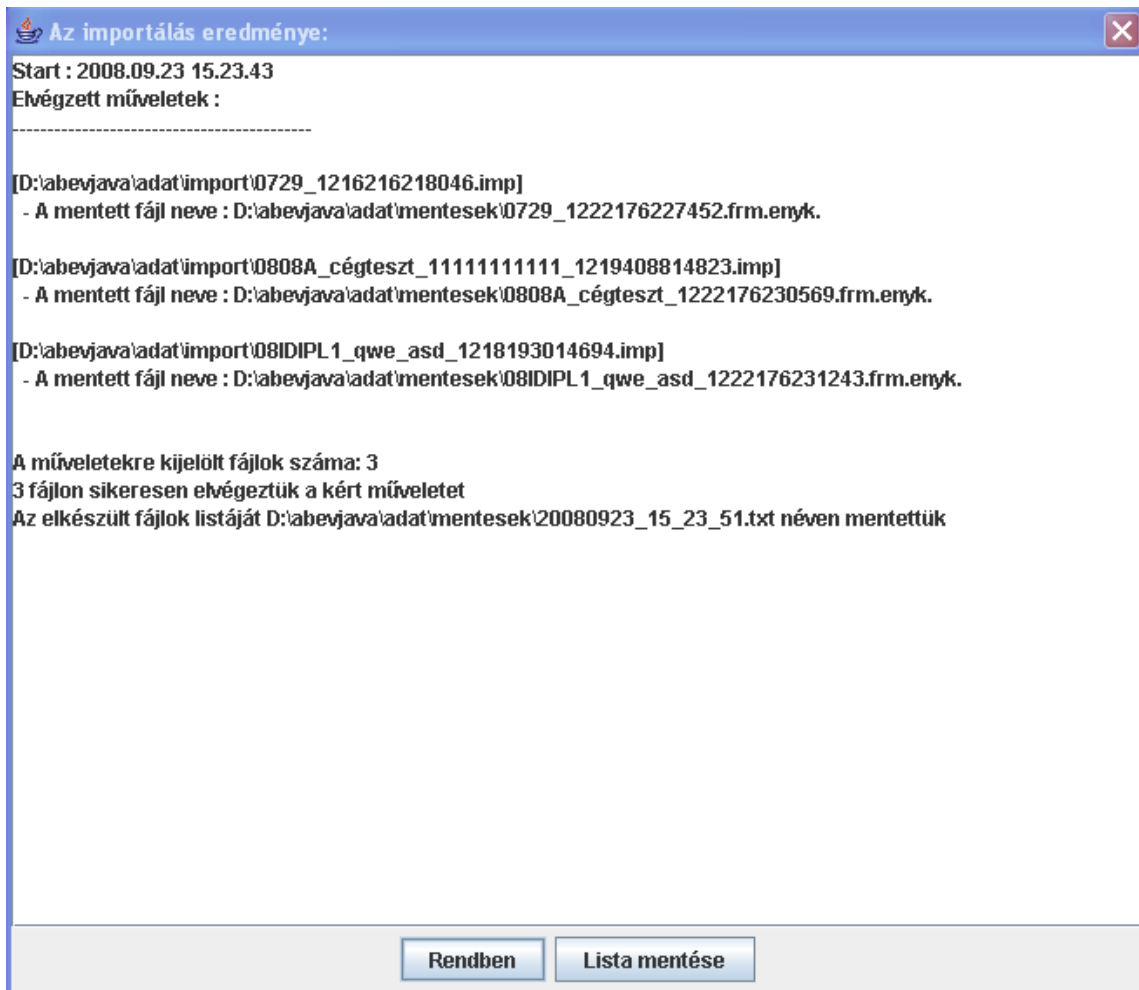 Az importálás eredménye:
Start : 2008.09.23 15.23.43
Elvégzett műveletek :
-------------------------------------------
[D:\abevjava\adat\import\0729_1216216218046.imp]
- A mentett fájl neve : D:\abevjava\adat\mentesek\0729_1222176227452.frm.enyk.
[D:\abevjava\adat\import\0808A_cégteszt_11111111111_1219408814823.imp]
- A mentett fájl neve : D:\abevjava\adat\mentesek\0808A_cégteszt_1222176230569.frm.enyk.
[D:\abevjava\adat\import\08IDIPL1_qwe_asd_1218193014694.imp]
- A mentett fájl neve : D:\abevjava\adat\mentesek\08IDIPL1_qwe_asd_1222176231243.frm.enyk.
A műveletekre kijelölt fájlok száma: 3
3 fájlon sikeresen elvégeztük a kért műveletet
Az elkészült fájlok listáját D:\abevjava\adat\mentesek\20080923_15_23_51.txt néven mentettük
Rendben
Lista mentése